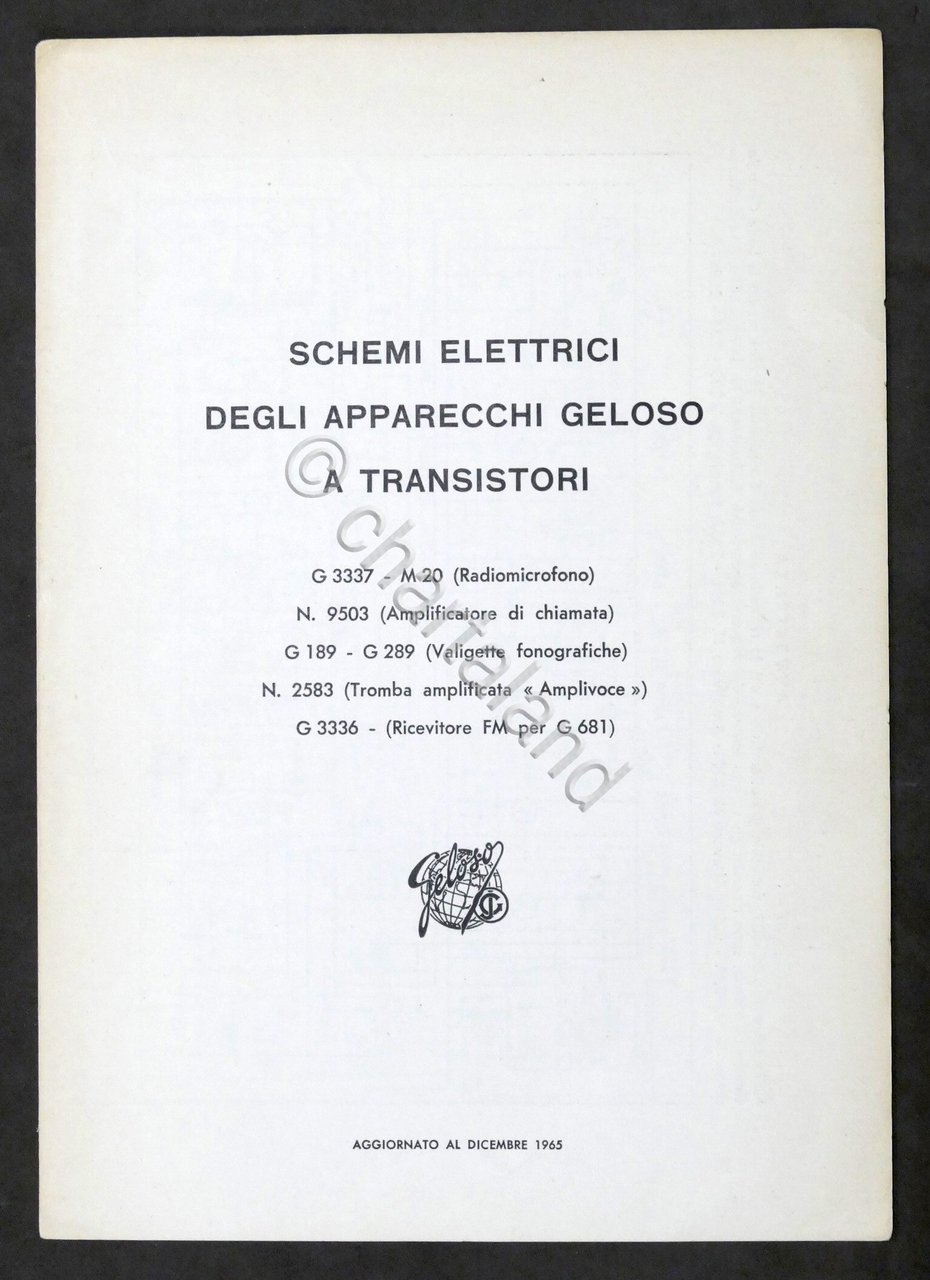 SCHEMI ELETTRICI
DEGLI APPARECCHI GELOSO
A TRANSISTORI
G 3337 - M 20 (Radiomicrofono)
N. 9503 (Amplificatore di chiamata)
G 189 - G 289 (Valigette fonografiche)
N. 2583 (Tromba amplificata « Amplivoce »)
G 3336 - (Ricevitore FM per G 681)
© chartaland
Geloso
AGGIORNATO AL DICEMBRE 1965